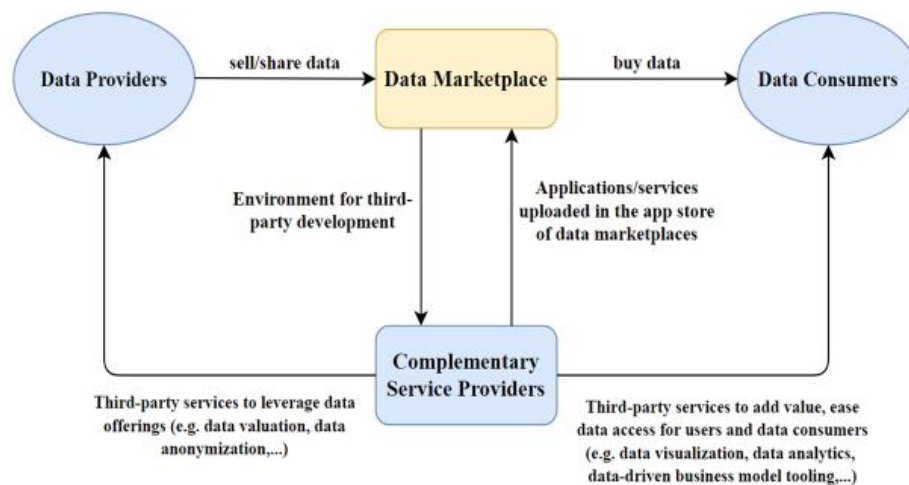 Data Providers
sell/share data
Data Marketplace
buy data
Data Consumers
Environment for third-
party development
Applications/services
uploaded in the app store
of data marketplaces
Complementary
Service Providers
Third-party services to leverage data
offerings (e.g. data valuation, data
anonymization,...)
Third-party services to add value, ease
data access for users and data consumers
(e.g. data visualization, data analytics,
data-driven business model tooling,...)